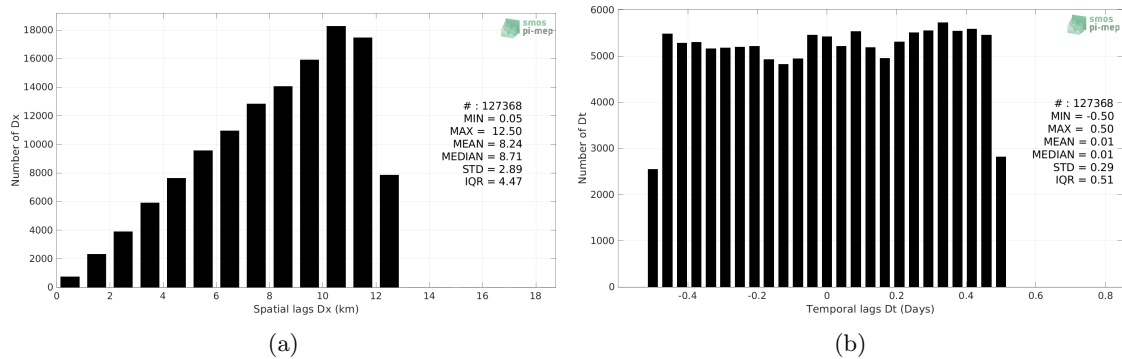 18000
16000
14000
12000
10000
8000
6000
4000
2000
0
0 2 4 6 8 10 12 14 16 18
Number of Dx
Spatial lags Dx (km)
smos
pi-mep
# : 127368
MIN = 0.05
MAX = 12.50
MEAN = 8.24
MEDIAN = 8.71
STD = 2.89
IQR = 4.47
(a)
6000
5000
4000
3000
2000
1000
0
-0.4 -0.2 0 0.2 0.4 0.6 0.8
Number of Dt
Temporal lags Dt (Days)
smos
pi-mep
# : 127368
MIN = -0.50
MAX = 0.50
MEAN = 0.01
MEDIAN = 0.01
STD = 0.29
IQR = 0.51
(b)